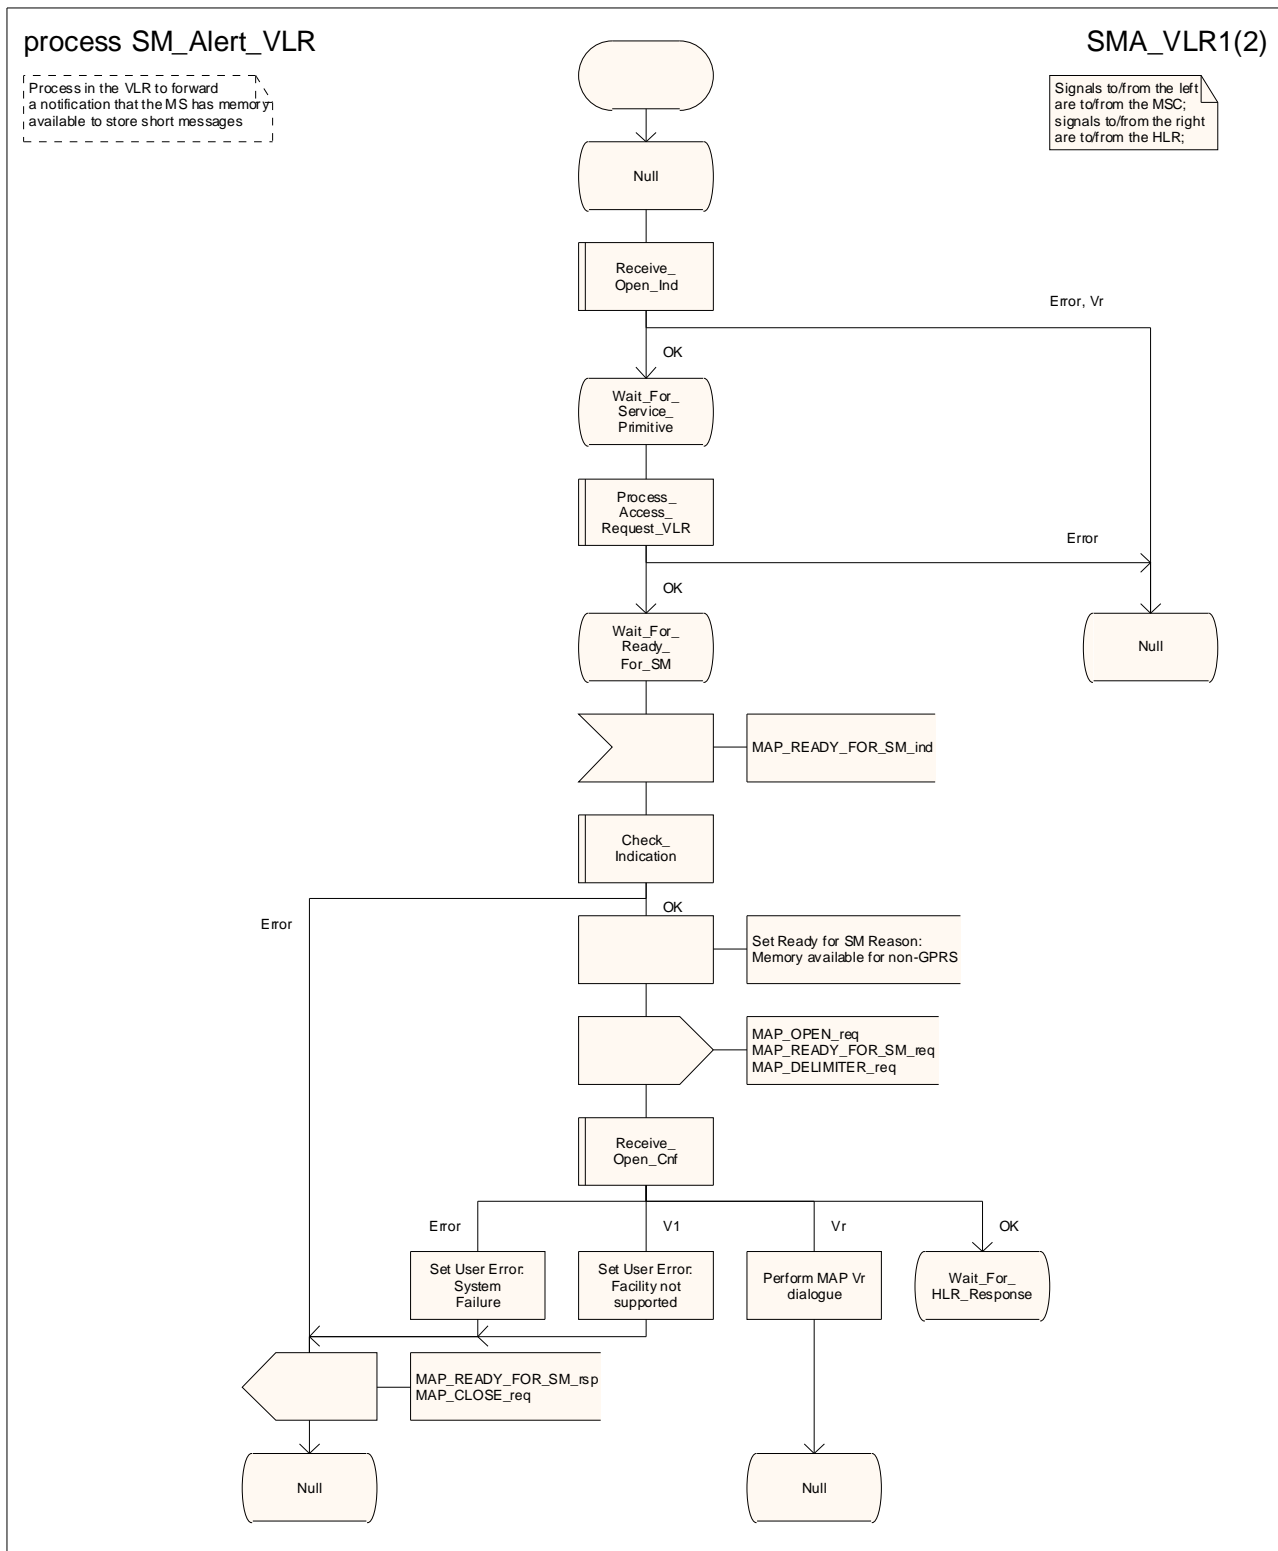 process SM_Alert_VLR
SMA_VLR1(2)
Process in the VLR to forward
a notification that the MS has memory
available to store short messages
Signals to/from the left
are to/from the MSC;
signals to/from the right
are to/from the HLR;
Null
Receive_
Open_Ind
Error, Vr
OK
Wait_For_
Service_
Primitive
Process_
Access_
Request_VLR
Error
OK
Wait_For_
Ready_
For_SM
Null
MAP_READY_FOR_SM_ind
Check_
Indication
Error
OK
Set Ready for SM Reason:
Memory available for non-GPRS
MAP_OPEN_req
MAP_READY_FOR_SM_req
MAP_DELIMITER_req
Receive_
Open_Cnf
Error
V1
Vr
OK
Set User Error:
System
Failure
Set User Error:
Facility not
supported
Perform MAP Vr
dialogue
Wait_For_
HLR_Response
MAP_READY_FOR_SM_rsp
MAP_CLOSE_req
Null
Null